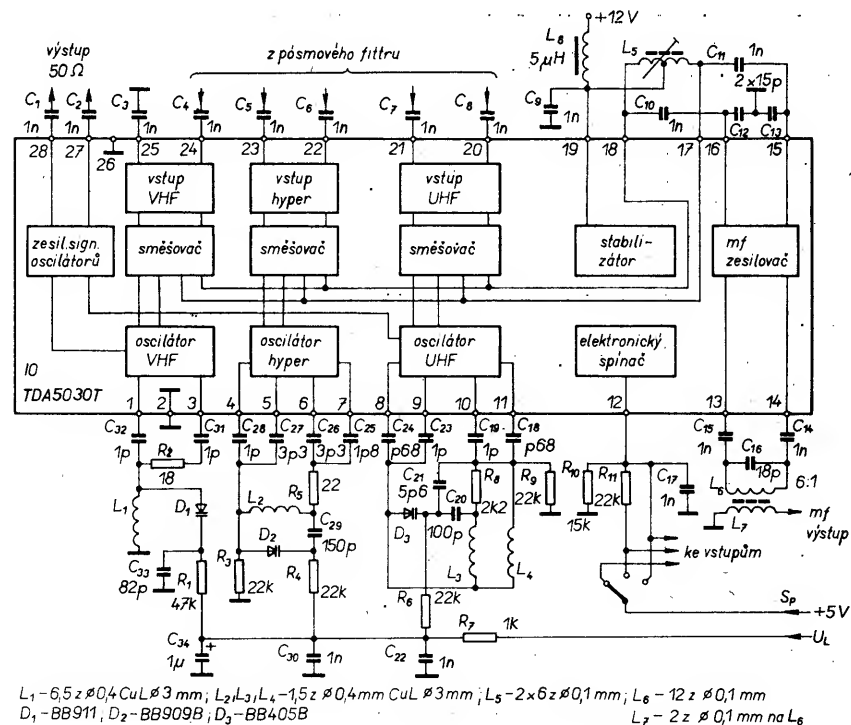 +12V
výstup
50Ω
z pósmového fittru
L8
5µH
L5
C11
1n
2×15p
C1
1n
C2
1n
C3
1n
C4
1n
C5
1n
C6
1n
C7
1n
C8
1n
C9
1n
C10
1n
C12
C13
28 27 26 25 24 23 22 21 20 19 18 17 16 15
vstup
VHF
vstup
hyper
vstup
UHF
zesil. sign.
oscilátorů
směšovač
směšovač
směšovač
stabili-
zátor
mf
zesilovač
oscilátor
VHF
oscilátor
hyper
oscilátor
UHF
elektronický
spínač
IO
TDA5030T
1 2 3 4 5 6 7 8 9 10 11 12 13 14
C32
1p
C31
1p
C28
1p
C27
3p3
C26
3p3
C25
1p8
C24
p68
C23
1p
C19
1p
C18
p68
C15
1n
C14
1n
R2
18
R5
22
C21
5p6
C20
100p
R8
2k2
R9
22k
R10
15k
R11
22k
C17
1n
C16
18p
L6
6:1
L7
mf
výstup
L1
D1
L2
C29
150p
D2
D3
L3
L4
ke vstupům
C33
82p
R1
47k
R3
22k
R4
22k
R6
22k
R7
1k
Sp
+5V
UL
C34
+
1µ
C30
1n
C22
1n
L1-6,5 z ⌀0,4 CuL ⌀3 mm; L2,L3,L4-1,5 z ⌀0,4mm CuL ⌀3mm; L5-2×6 z ⌀0,1 mm; L6-12 z ⌀0,1 mm
D1-BB911; D2-BB909B; D3-BB405B
L7-2 z ⌀0,1 mm na L6